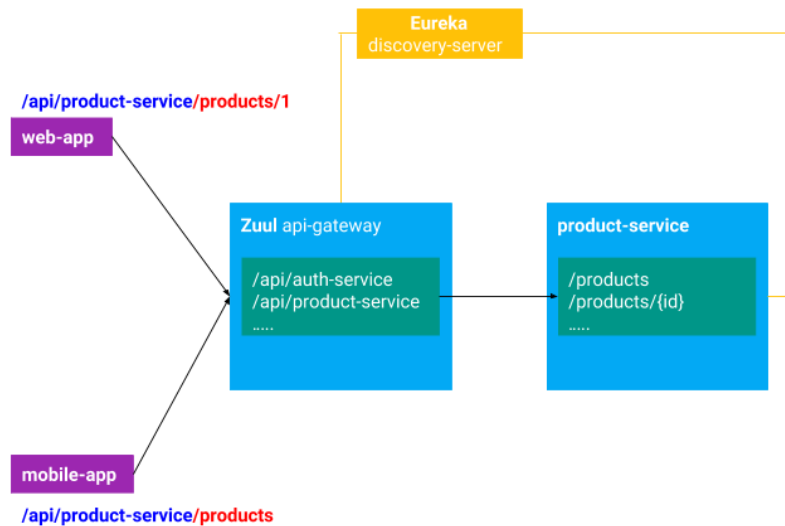 Eureka
discovery-server
/api/product-service/products/1
web-app
Zuul api-gateway
/api/auth-service
/api/product-service
.....
product-service
/products
/products/{id}
.....
mobile-app
/api/product-service/products